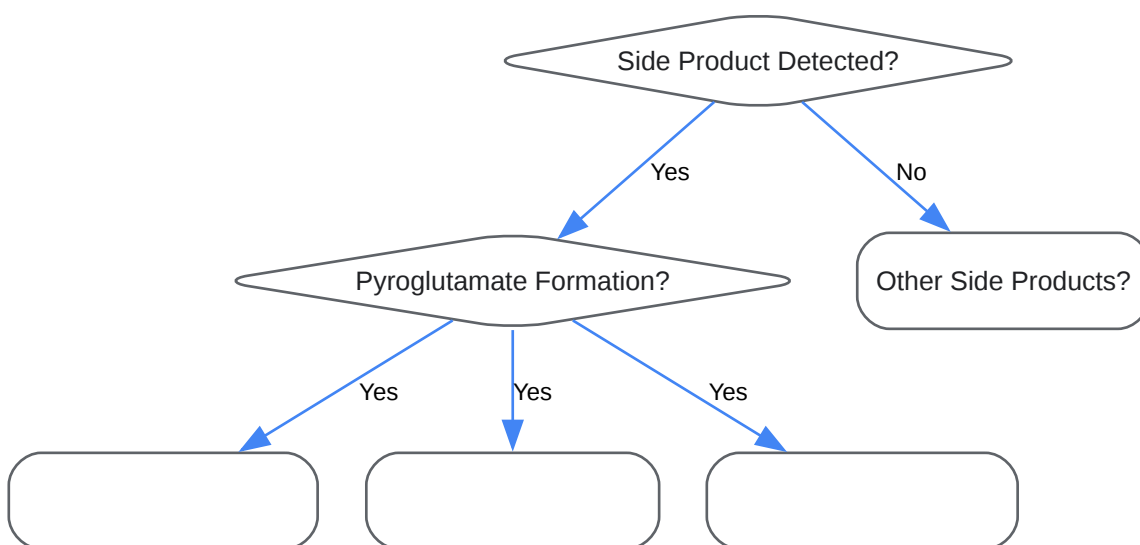 Side Product Detected?
Yes
No
Pyroglutamate Formation?
Other Side Products?
Yes
Yes
Yes